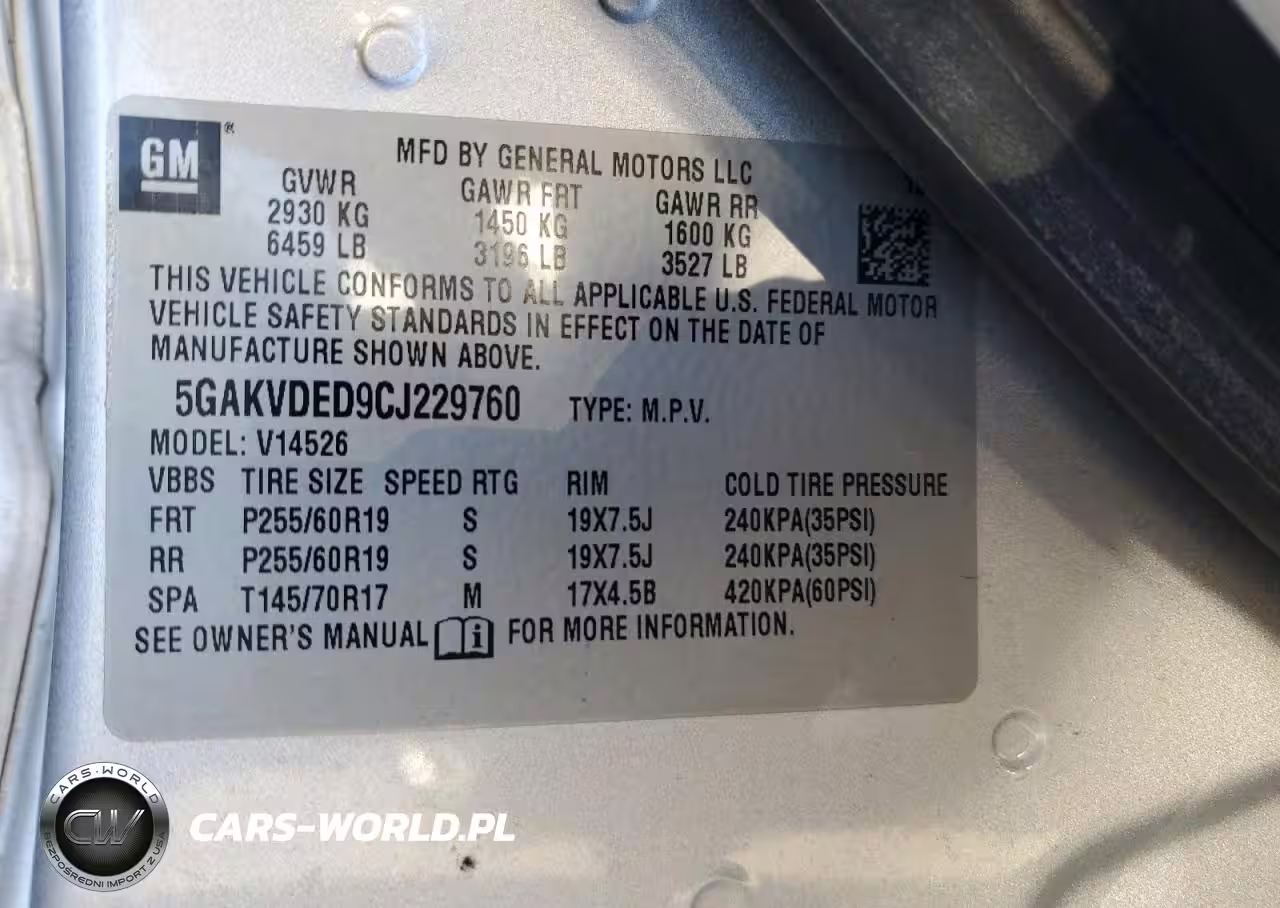 GM®
MFD BY GENERAL MOTORS LLC
GVWR GAWR FRT GAWR RR
2930 KG 1450 KG 1600 KG
6459 LB 3196 LB 3527 LB
THIS VEHICLE CONFORMS TO ALL APPLICABLE U.S. FEDERAL MOTOR
VEHICLE SAFETY STANDARDS IN EFFECT ON THE DATE OF
MANUFACTURE SHOWN ABOVE.
5GAKVDED9CJ229760 TYPE: M.P.V.
MODEL: V14526
VBBS TIRE SIZE SPEED RTG RIM COLD TIRE PRESSURE
FRT P255/60R19 S 19X7.5J 240KPA(35PSI)
RR P255/60R19 S 19X7.5J 240KPA(35PSI)
SPA T145/70R17 M 17X4.5B 420KPA(60PSI)
SEE OWNER'S MANUAL i FOR MORE INFORMATION.
CARS-WORLD
CW
BEZPOŚREDNI IMPORT Z USA
CARS-WORLD.PL